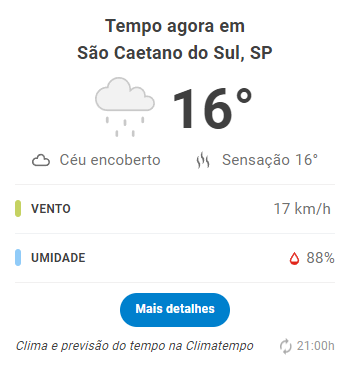 Tempo agora em
São Caetano do Sul, SP
16°
Céu encoberto Sensação 16°
VENTO 17 km/h
UMIDADE 88%
Mais detalhes
Clima e previsão do tempo na Climatempo 21:00h